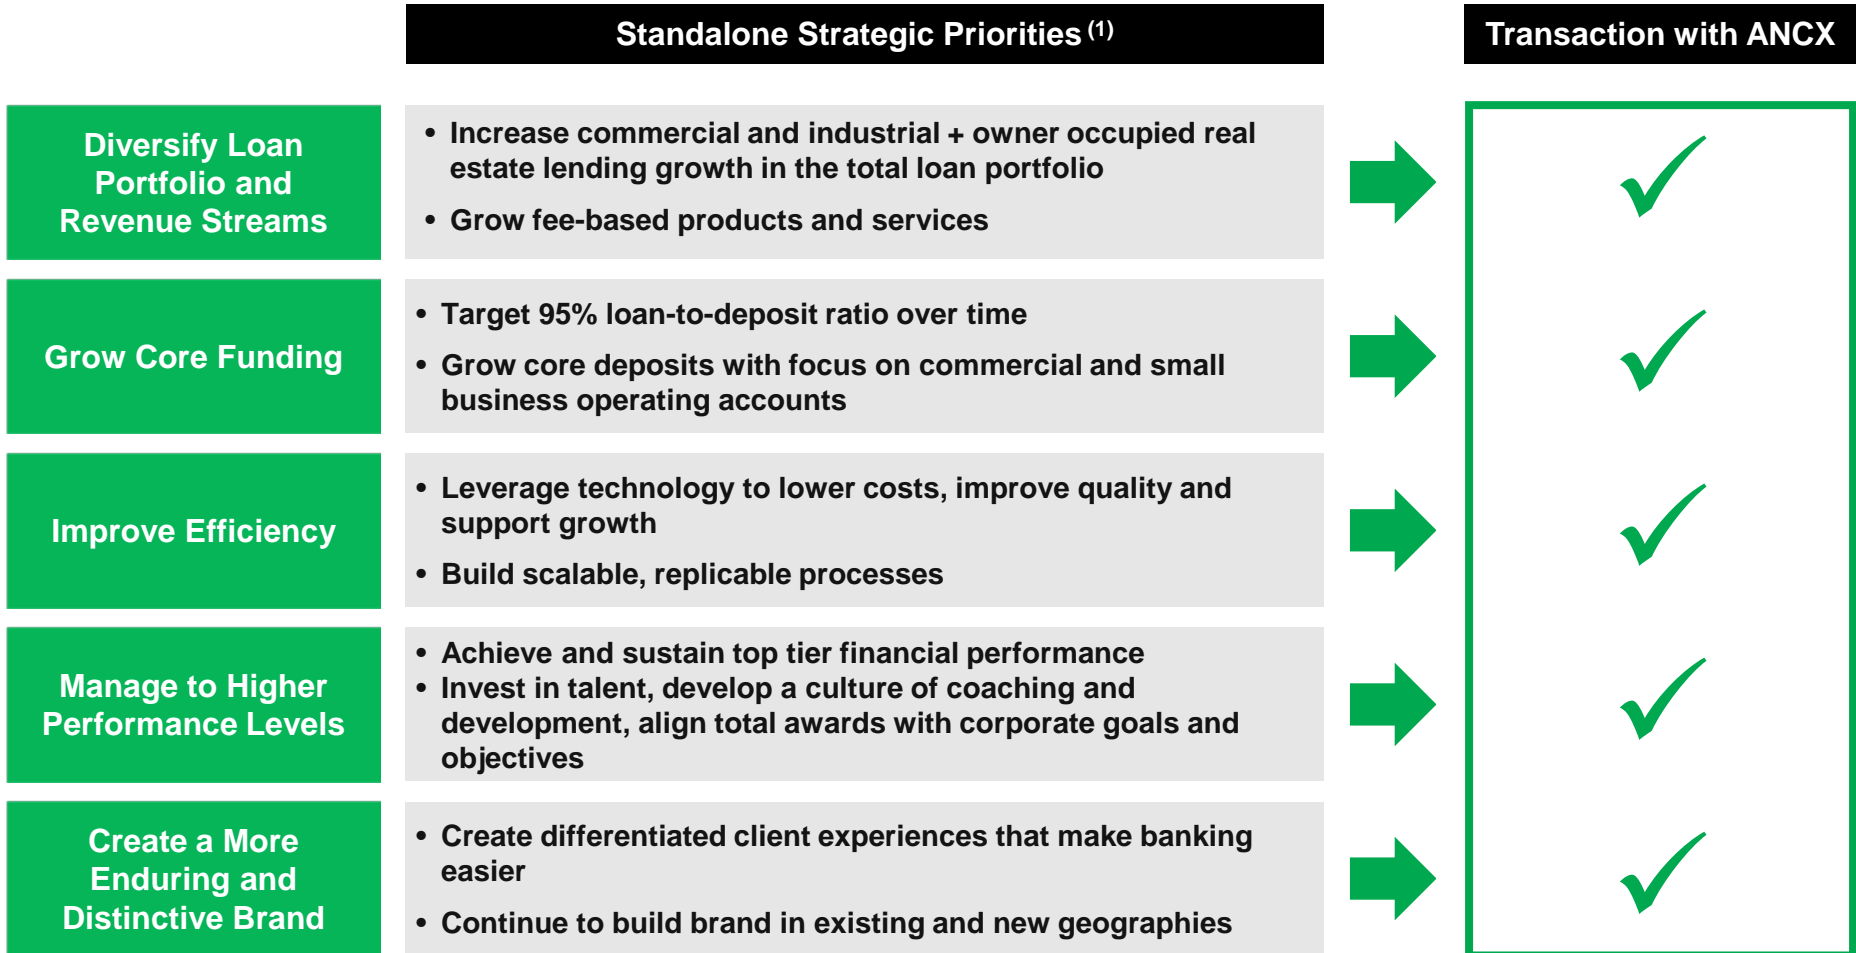 Standalone Strategic Priorities (1)
Transaction with ANCX
Diversify Loan
Portfolio and
Revenue Streams
• Increase commercial and industrial + owner occupied real
estate lending growth in the total loan portfolio
• Grow fee-based products and services
Grow Core Funding
• Target 95% loan-to-deposit ratio over time
• Grow core deposits with focus on commercial and small
business operating accounts
Improve Efficiency
• Leverage technology to lower costs, improve quality and
support growth
• Build scalable, replicable processes
Manage to Higher
Performance Levels
• Achieve and sustain top tier financial performance
• Invest in talent, develop a culture of coaching and
development, align total awards with corporate goals and
objectives
Create a More
Enduring and
Distinctive Brand
• Create differentiated client experiences that make banking
easier
• Continue to build brand in existing and new geographies